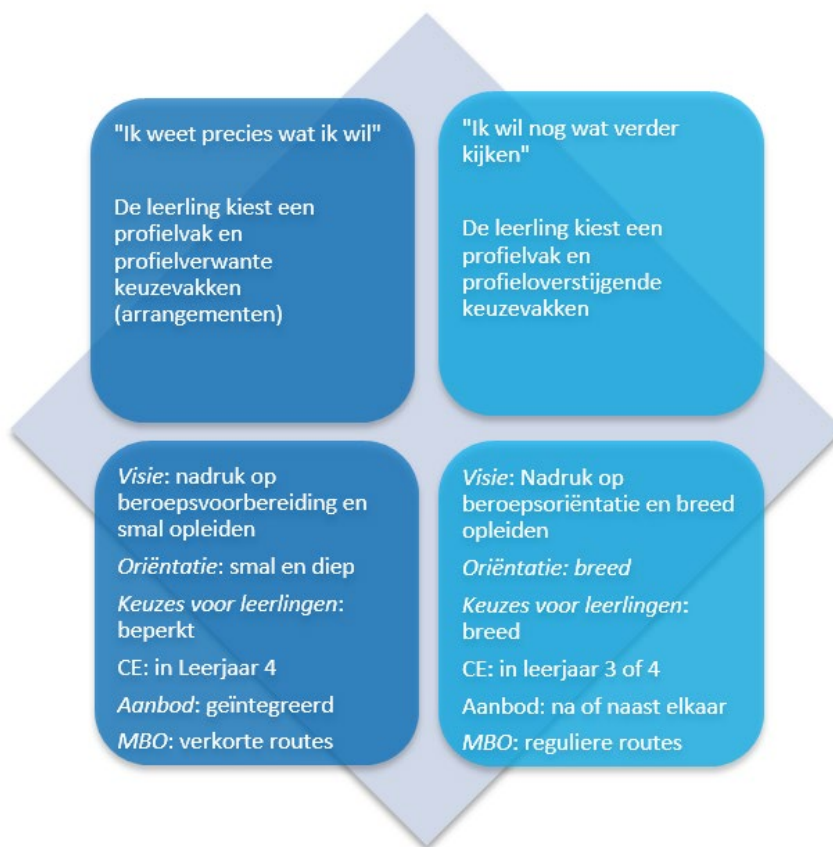 "Ik weet precies wat ik wil"
De leerling kiest een
profielvak en
profielverwante
keuzevakken
(arrangementen)
"Ik wil nog wat verder
kijken"
De leerling kiest een
profielvak en
profieloverstijgende
keuzevakken
Visie: nadruk op
beroepsvoorbereiding en
smal opleiden
Oriëntatie: smal en diep
Keuzes voor leerlingen:
beperkt
CE: in Leerjaar 4
Aanbod: geïntegreerd
MBO: verkorte routes
Visie: Nadruk op
beroepsoriëntatie en breed
opleiden
Oriëntatie: breed
Keuzes voor leerlingen:
breed
CE: in leerjaar 3 of 4
Aanbod: na of naast elkaar
MBO: reguliere routes